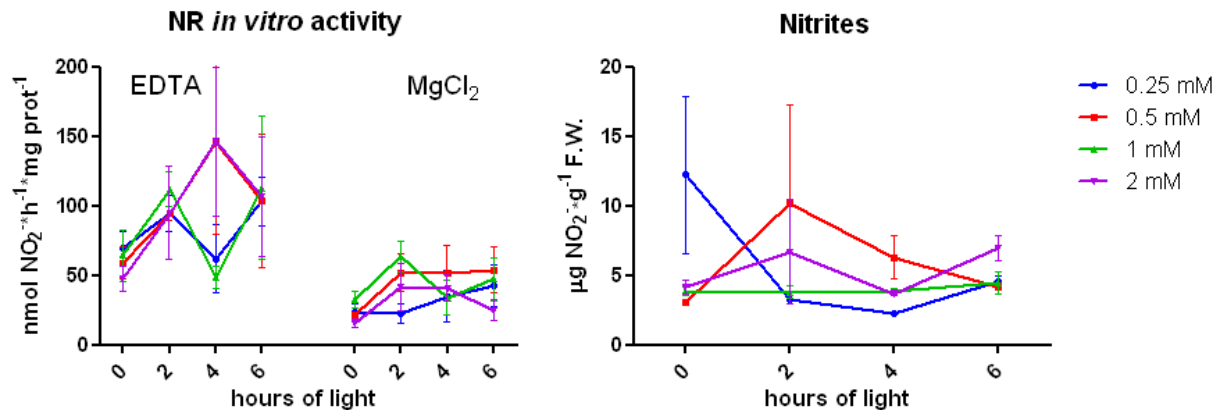 NR in vitro activity
nmol NO₂⁻*h⁻¹*mg prot⁻¹
200
150
100
50
0
EDTA
MgCl₂
0 2 4 6 0 2 4 6
hours of light
Nitrites
µg NO₂⁻*g⁻¹ F.W.
20
15
10
5
0
0 2 4 6
hours of light
0.25 mM
0.5 mM
1 mM
2 mM